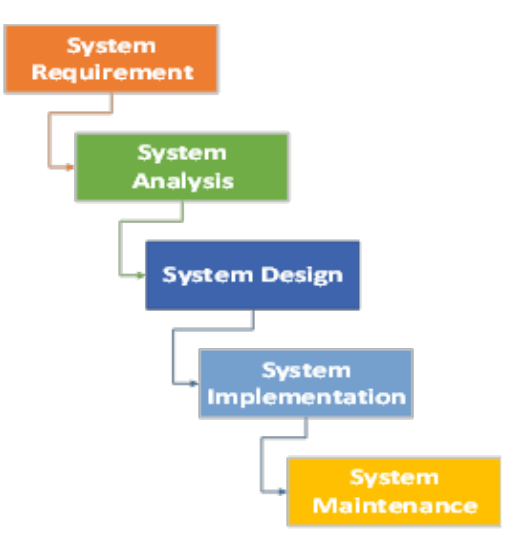 System
Requirement
System
Analysis
System Design
System
Implementation
System
Maintenance